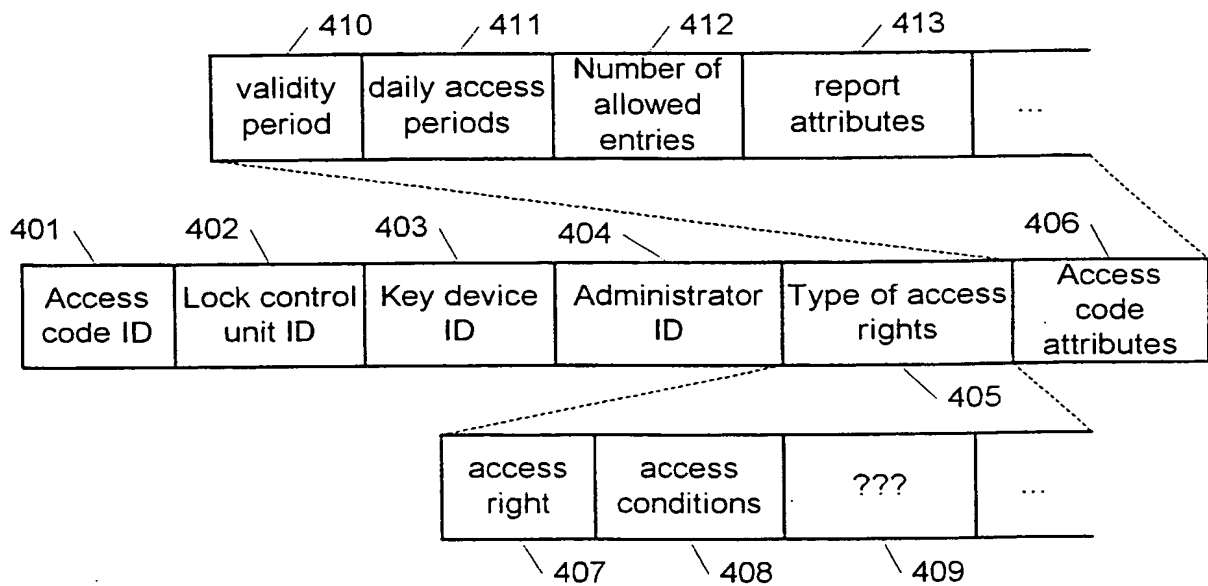 410
411
412
413
validity
period
daily access
periods
Number of
allowed
entries
report
attributes
...
401
402
403
404
406
Access
code ID
Lock control
unit ID
Key device
ID
Administrator
ID
Type of access
rights
Access
code
attributes
405
access
right
access
conditions
???
...
407
408
409